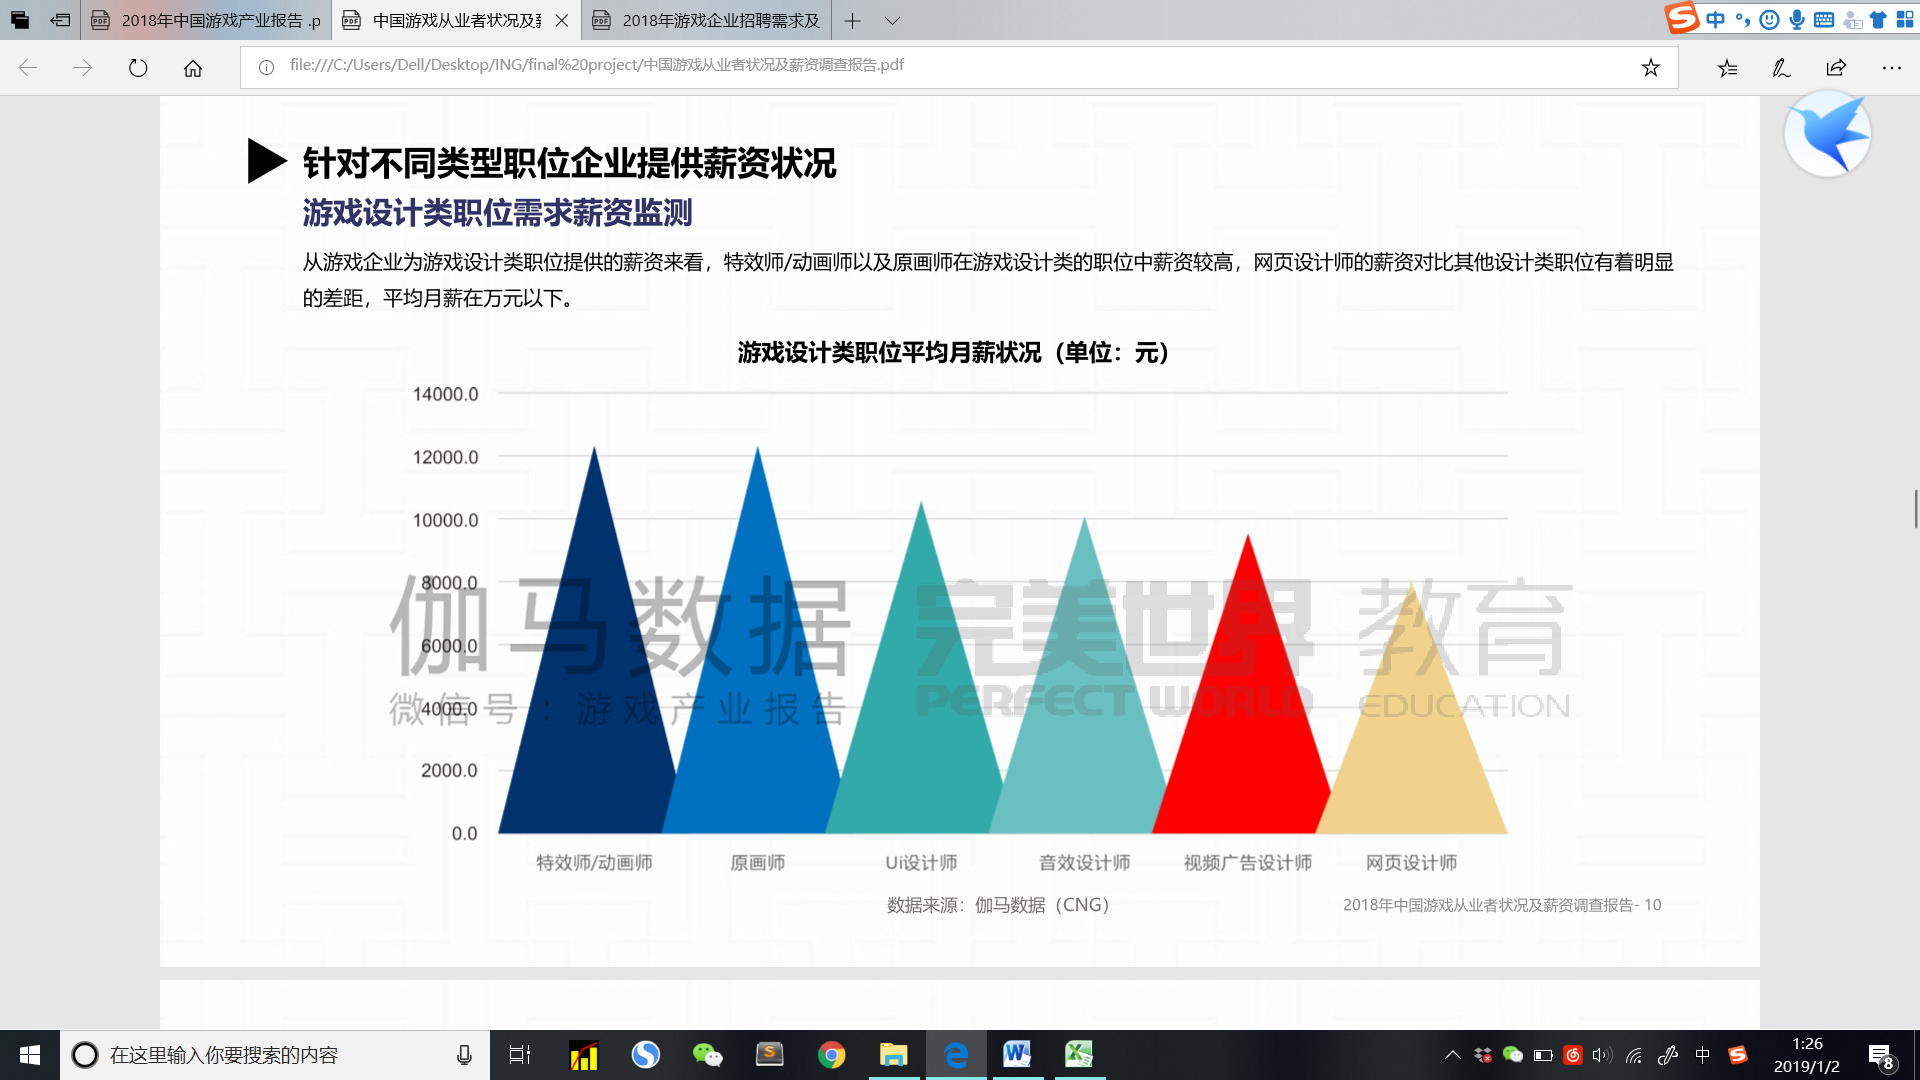 2018年中国游戏产业报告 .p
中国游戏从业者状况及薪
2018年游戏企业招聘需求及
中
file:///C:/Users/Dell/Desktop/ING/final%20project/中国游戏从业者状况及薪资调查报告.pdf
针对不同类型职位企业提供薪资状况
游戏设计类职位需求薪资监测
从游戏企业为游戏设计类职位提供的薪资来看，特效师/动画师以及原画师在游戏设计类的职位中薪资较高，网页设计师的薪资对比其他设计类职位有着明显
的差距，平均月薪在万元以下。
游戏设计类职位平均月薪状况（单位：元）
14000.0
12000.0
10000.0
8000.0
6000.0
4000.0
2000.0
0.0
伽马数据
微信号：游戏产业报告
完美世界 教育
PERFECT WORLD EDUCATION
特效师/动画师
原画师
Ui设计师
音效设计师
视频广告设计师
网页设计师
数据来源：伽马数据（CNG）
2018年中国游戏从业者状况及薪资调查报告- 10
在这里输入你要搜索的内容
中
1:26
2019/1/2
8